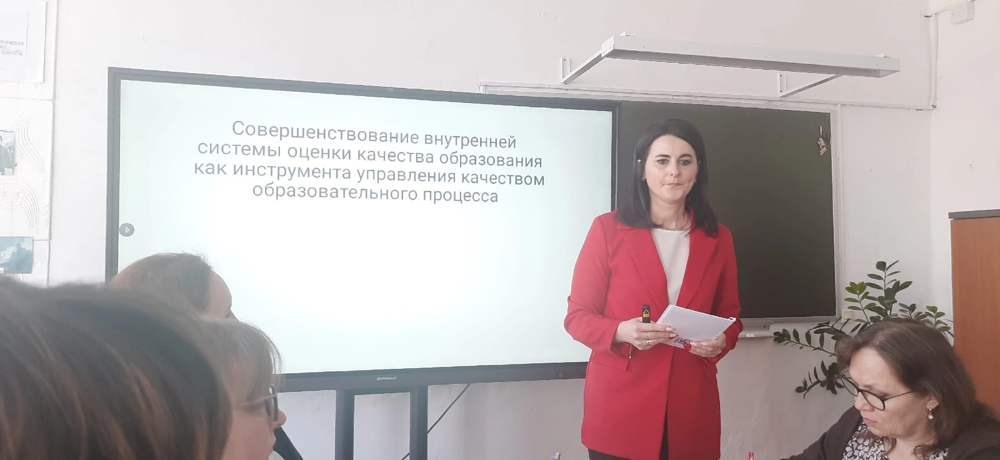 Совершенствование внутренней
системы оценки качества образования
как инструмента управления качеством
образовательного процесса